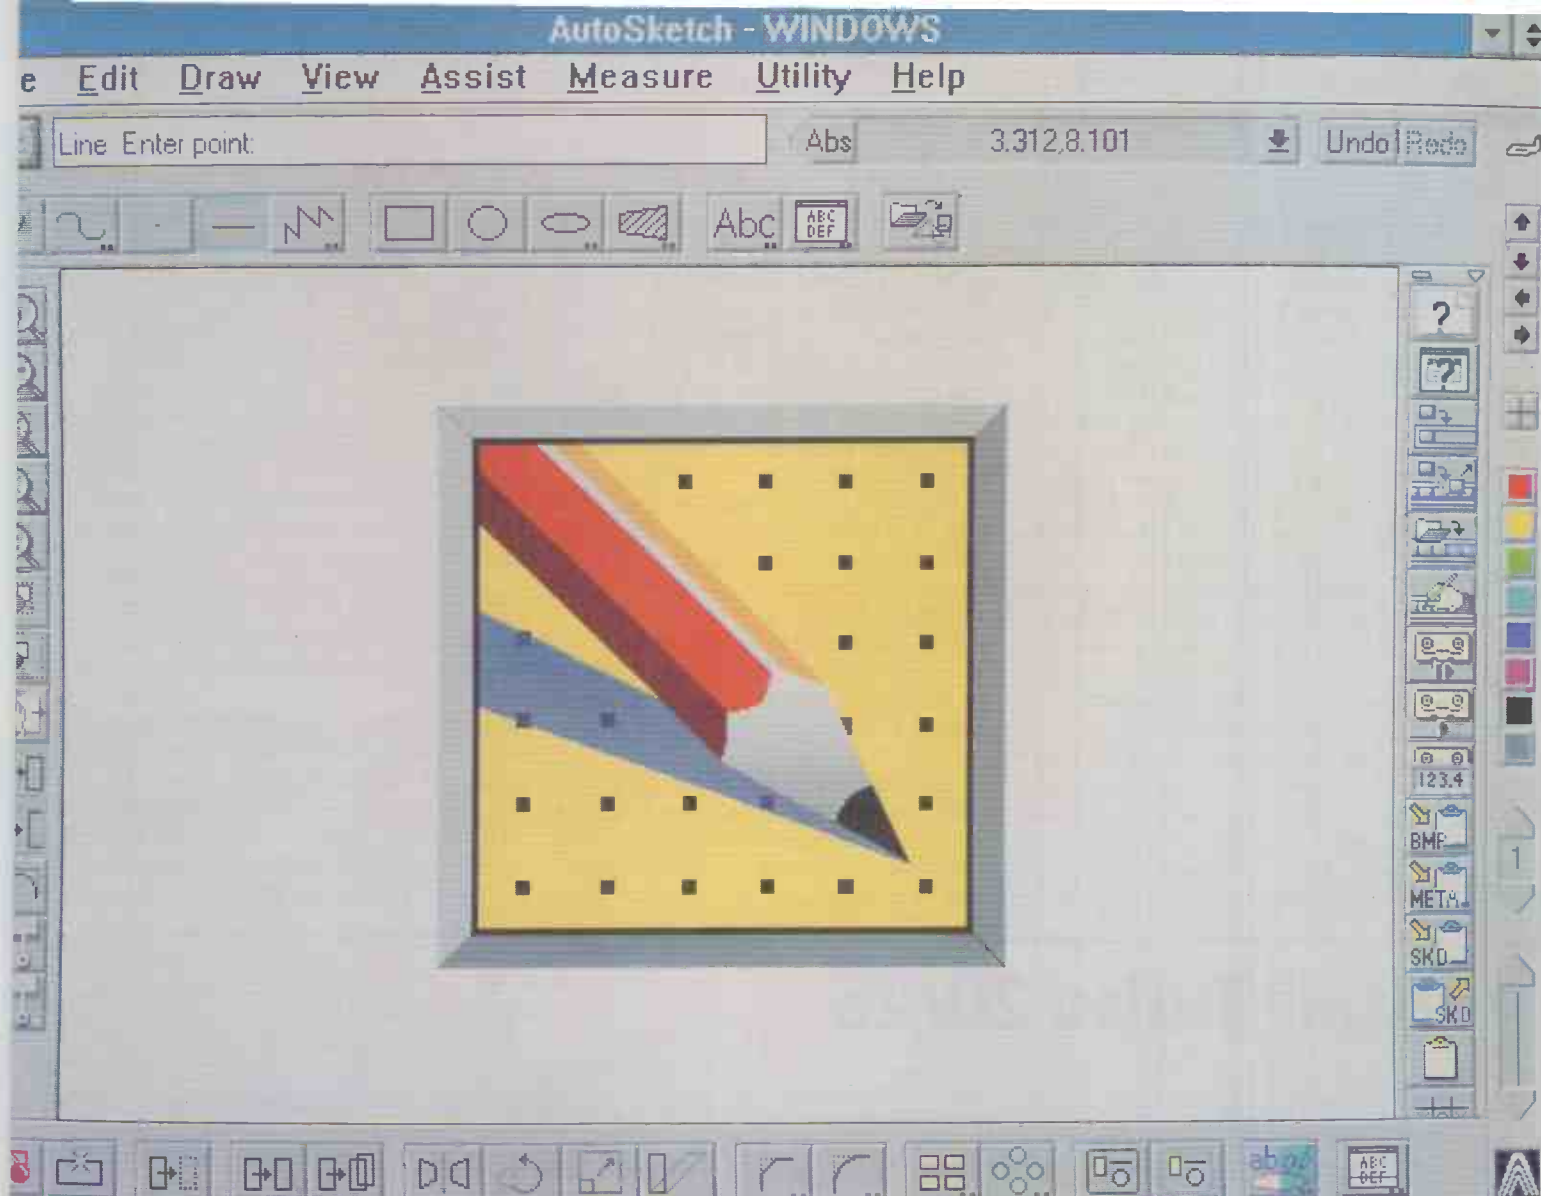 AutoSketch - WINDOWS
e Edit Draw View Assist Measure Utility Help
Line Enter point:
Abs
3.312,8.101
Undo Redo
Abc
ABC
DEF
?
?
123.4
BMP
META
SKD
SKD
1
ABC
DEF